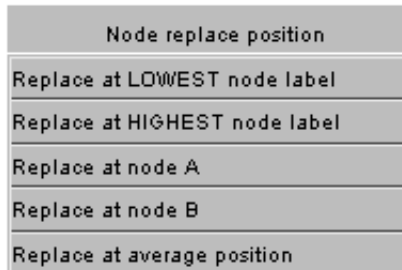 Node replace position
Replace at LOWEST node label
Replace at HIGHEST node label
Replace at node A
Replace at node B
Replace at average position